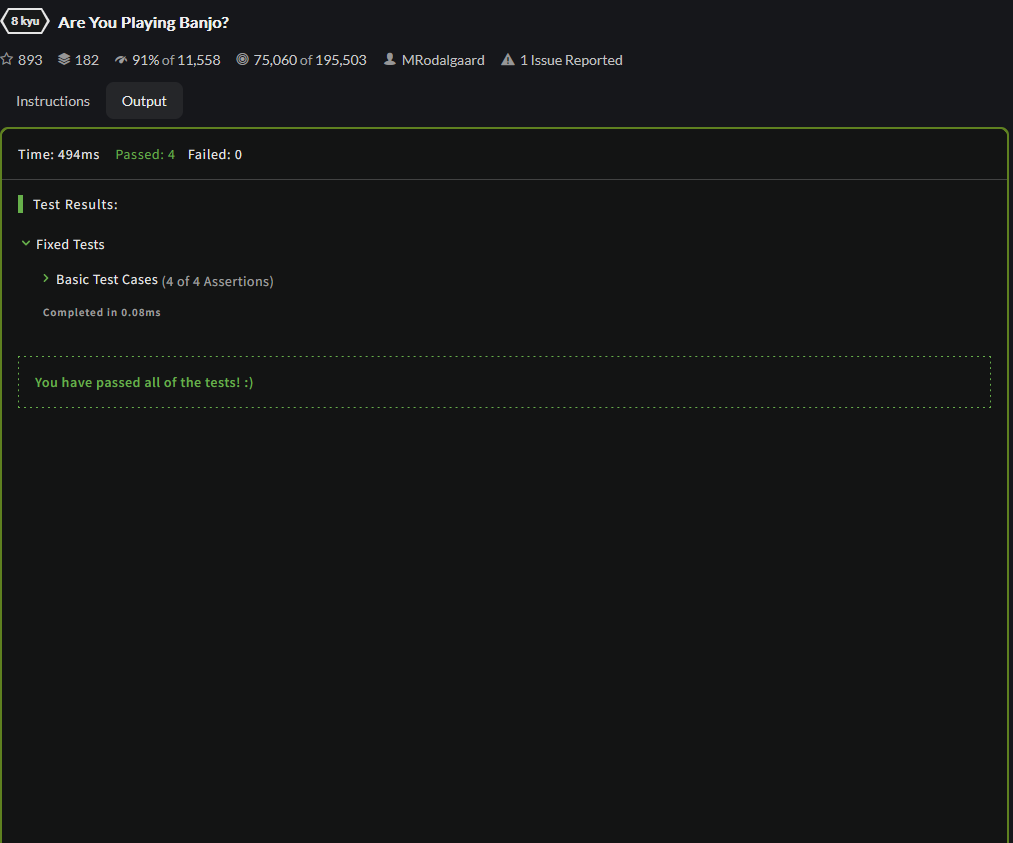 8 kyu Are You Playing Banjo?
893 182 91% of 11,558 75,060 of 195,503 MRodalgaard 1 Issue Reported
Instructions Output
Time: 494ms Passed: 4 Failed: 0
Test Results:
Fixed Tests
Basic Test Cases (4 of 4 Assertions)
Completed in 0.08ms
You have passed all of the tests! :)